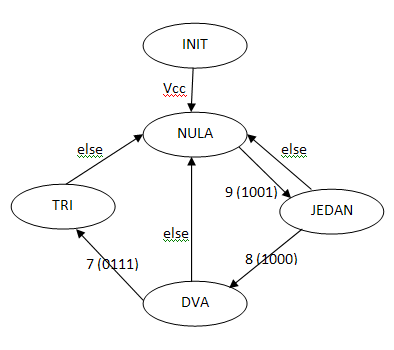 INIT
Vcc
NULA
else
else
9 (1001)
TRI
JEDAN
else
7 (0111)
8 (1000)
DVA